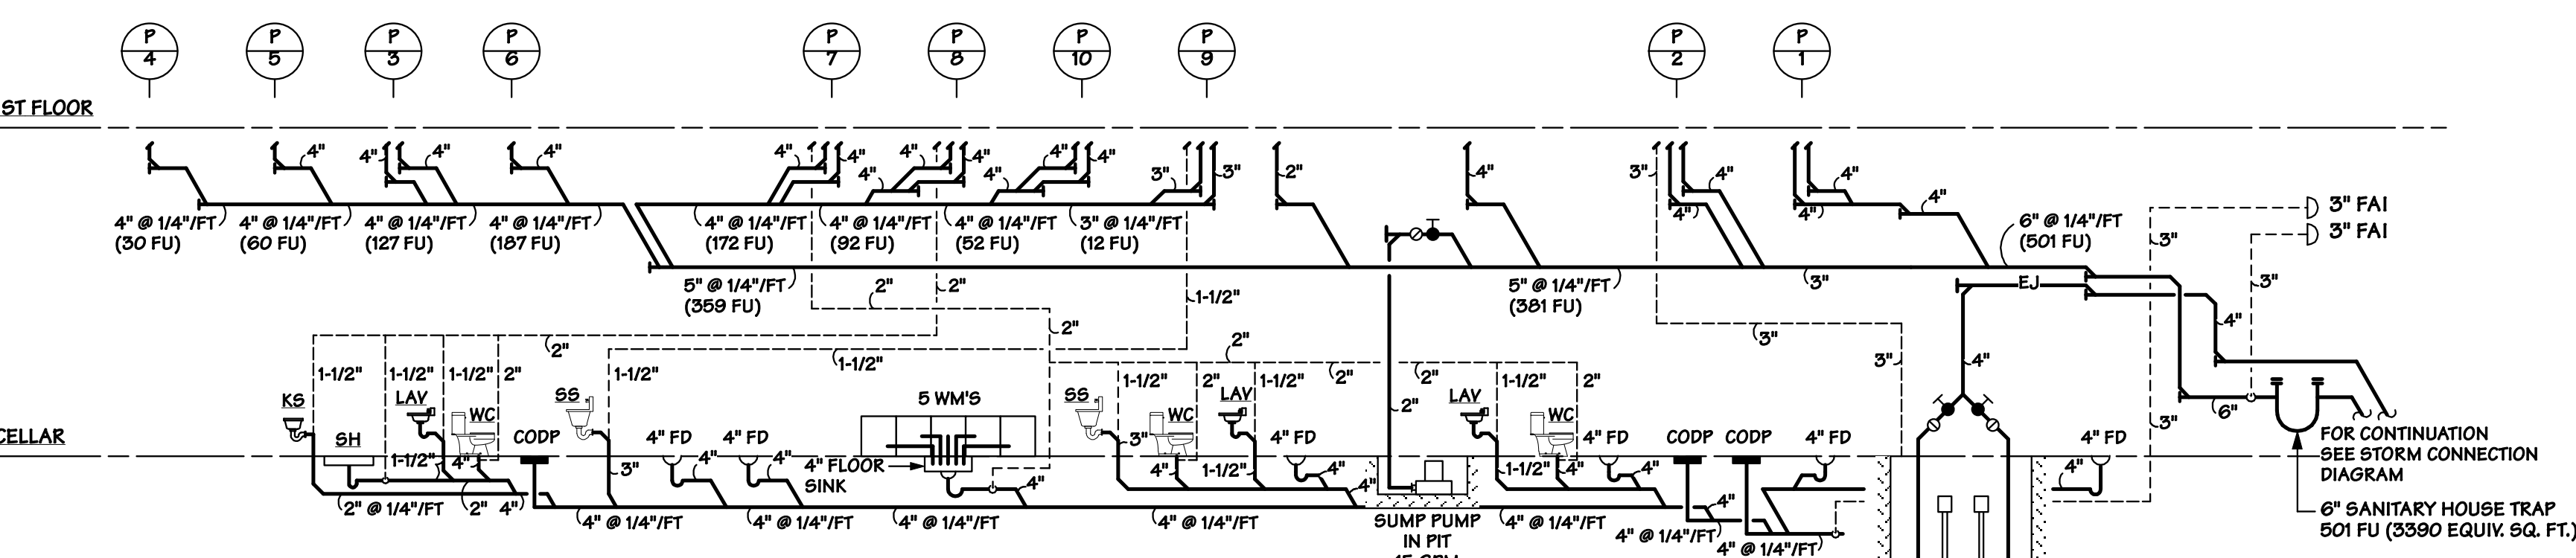 P 4
P 5
P 3
P 6
P 7
P 8
P 10
P 9
P 2
P 1
ST FLOOR
4" 4" 4" 4" 4" 4" 4" 4" 4" 4" 3" 3" 2" 4" 3" 4" 4" 4" 4"
4" 4" 3" FAI
3" FAI
4" @ 1/4"/FT
(30 FU)
4" @ 1/4"/FT
(60 FU)
4" @ 1/4"/FT
(127 FU)
4" @ 1/4"/FT
(187 FU)
4" @ 1/4"/FT
(172 FU)
4" @ 1/4"/FT
(92 FU)
4" @ 1/4"/FT
(52 FU)
3" @ 1/4"/FT
(12 FU)
6" @ 1/4"/FT
(501 FU)
3"
3"
5" @ 1/4"/FT
(359 FU)
2" 2" 1-1/2"
5" @ 1/4"/FT
(381 FU)
3"
EJ
2" 3" 4"
2" 1-1/2" 2" 2" 2" 3" 4"
1-1/2" 1-1/2" 1-1/2" 2" 1-1/2" 1-1/2" 2" 1-1/2" 1-1/2" 2"
KS LAV WC SS 5 WM'S SS WC LAV 2" LAV WC 6" 3"
SH CODP 4" FD 4" FD 3" 4" FD 4" FD CODP CODP 4" FD 4" FD
CELLAR
1-1/2" 4" 3" 4" 4" 4" FLOOR
SINK
4" 4" 1-1/2" 4" 4" 1-1/2" 4" 4" 4" 4"
2" @ 1/4"/FT 2" 4"
4" @ 1/4"/FT
4" @ 1/4"/FT
4" @ 1/4"/FT
4" @ 1/4"/FT
SUMP PUMP
IN PIT
4" @ 1/4"/FT
4" @ 1/4"/FT
4" @ 1/4"/FT
FOR CONTINUATION
SEE STORM CONNECTION
DIAGRAM
6" SANITARY HOUSE TRAP
501 FU (3390 EQUIV. SQ. FT.)